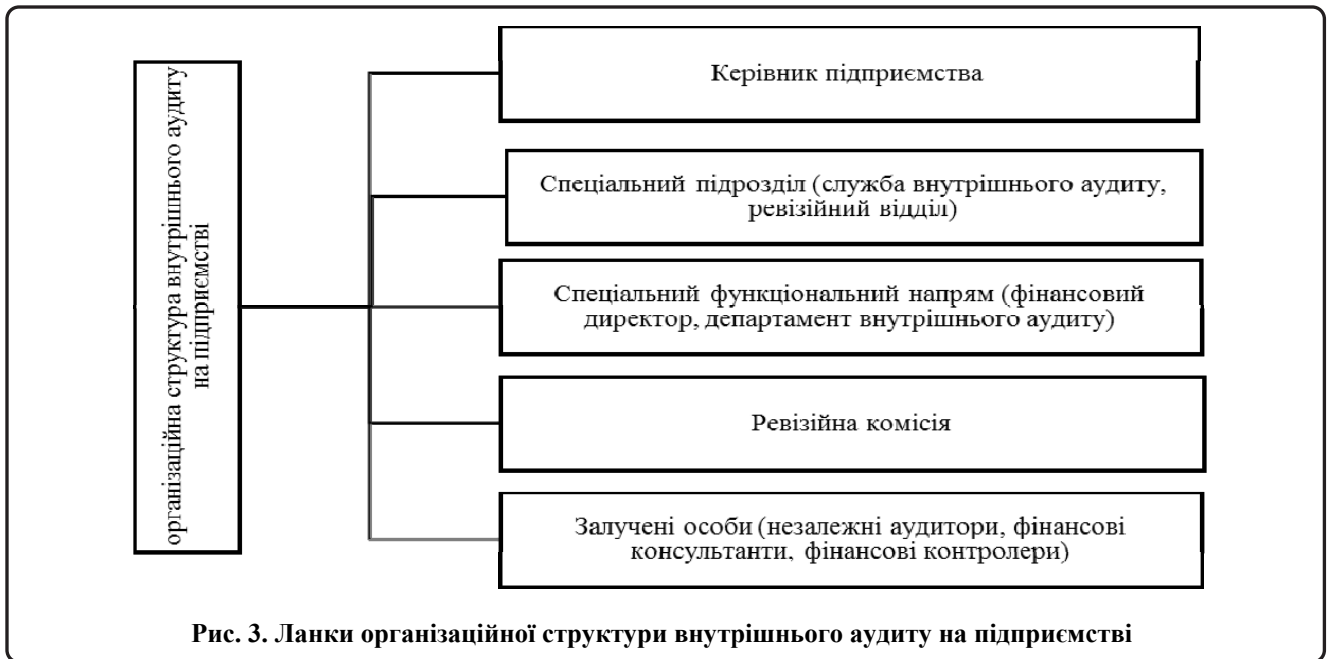 організаційна структура внутрішнього аудиту
на підприємстві
Керівник підприємства
Спеціальний підрозділ (служба внутрішнього аудиту,
ревізійний відділ)
Спеціальний функціональний напрям (фінансовий
директор, департамент внутрішнього аудиту)
Ревізійна комісія
Залучені особи (незалежні аудитори, фінансові
консультанти, фінансові контролери)
Рис. 3. Ланки організаційної структури внутрішнього аудиту на підприємстві